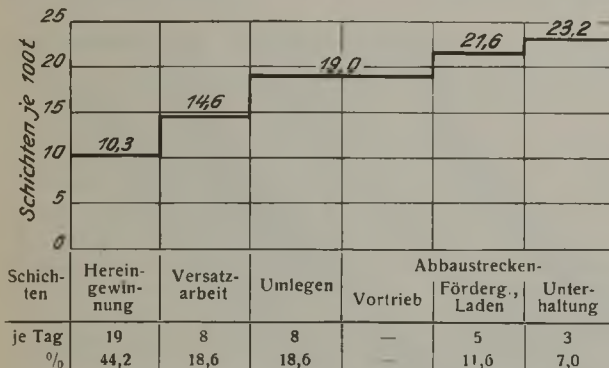 Schichten je 100t
25
20
15
10
5
0
10,3
14,6
19,0
21,6
23,2
Schich-
ten
Herein-
gewin-
nung
Versatz-
arbeit
Umlegen
Abbaustrecken-
Vortrieb
Förderg.,
Laden
Unter-
haltung
je Tag 19 8 8 — 5 3
% 44,2 18,6 18,6 — 11,6 7,0